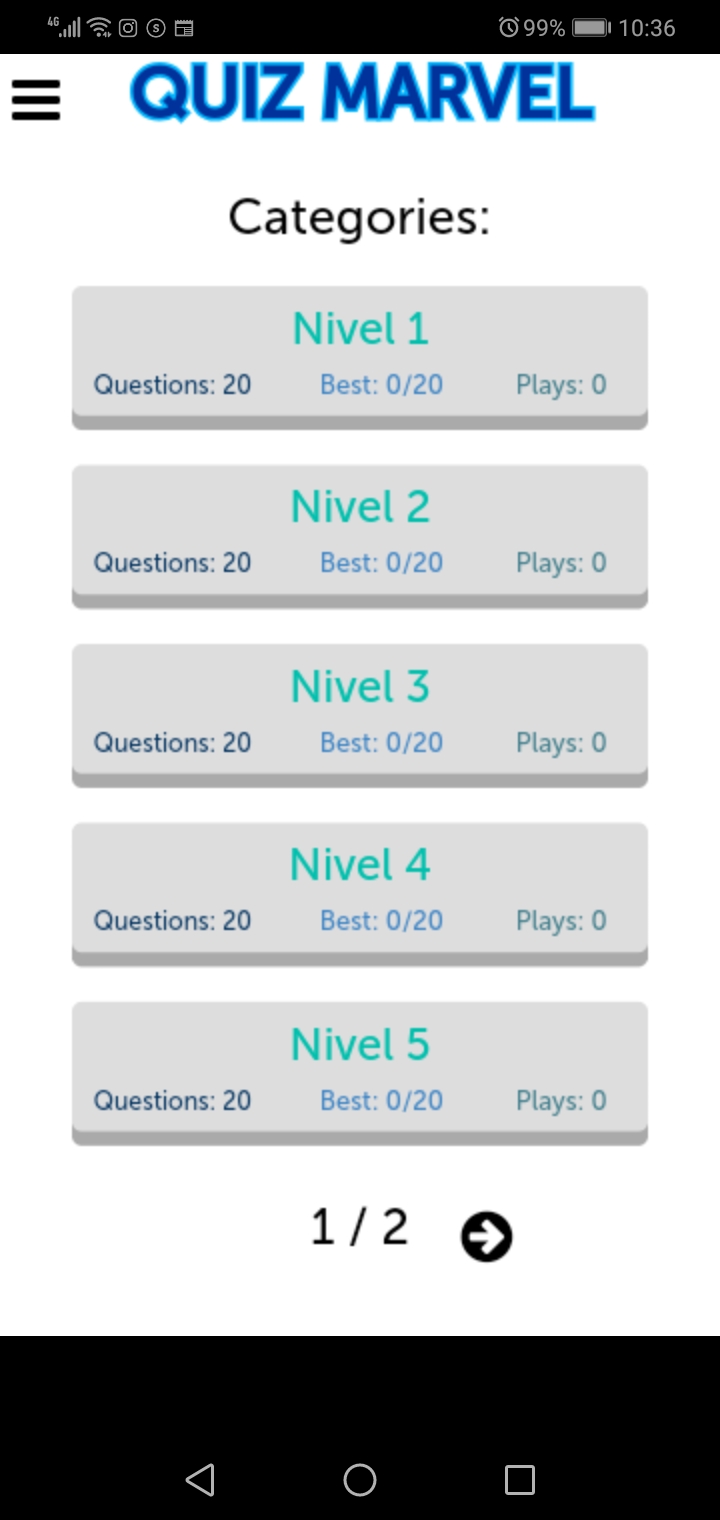 4G 99% 10:36
QUIZ MARVEL
Categories:
Nivel 1
Questions: 20 Best: 0/20 Plays: 0
Nivel 2
Questions: 20 Best: 0/20 Plays: 0
Nivel 3
Questions: 20 Best: 0/20 Plays: 0
Nivel 4
Questions: 20 Best: 0/20 Plays: 0
Nivel 5
Questions: 20 Best: 0/20 Plays: 0
1 / 2